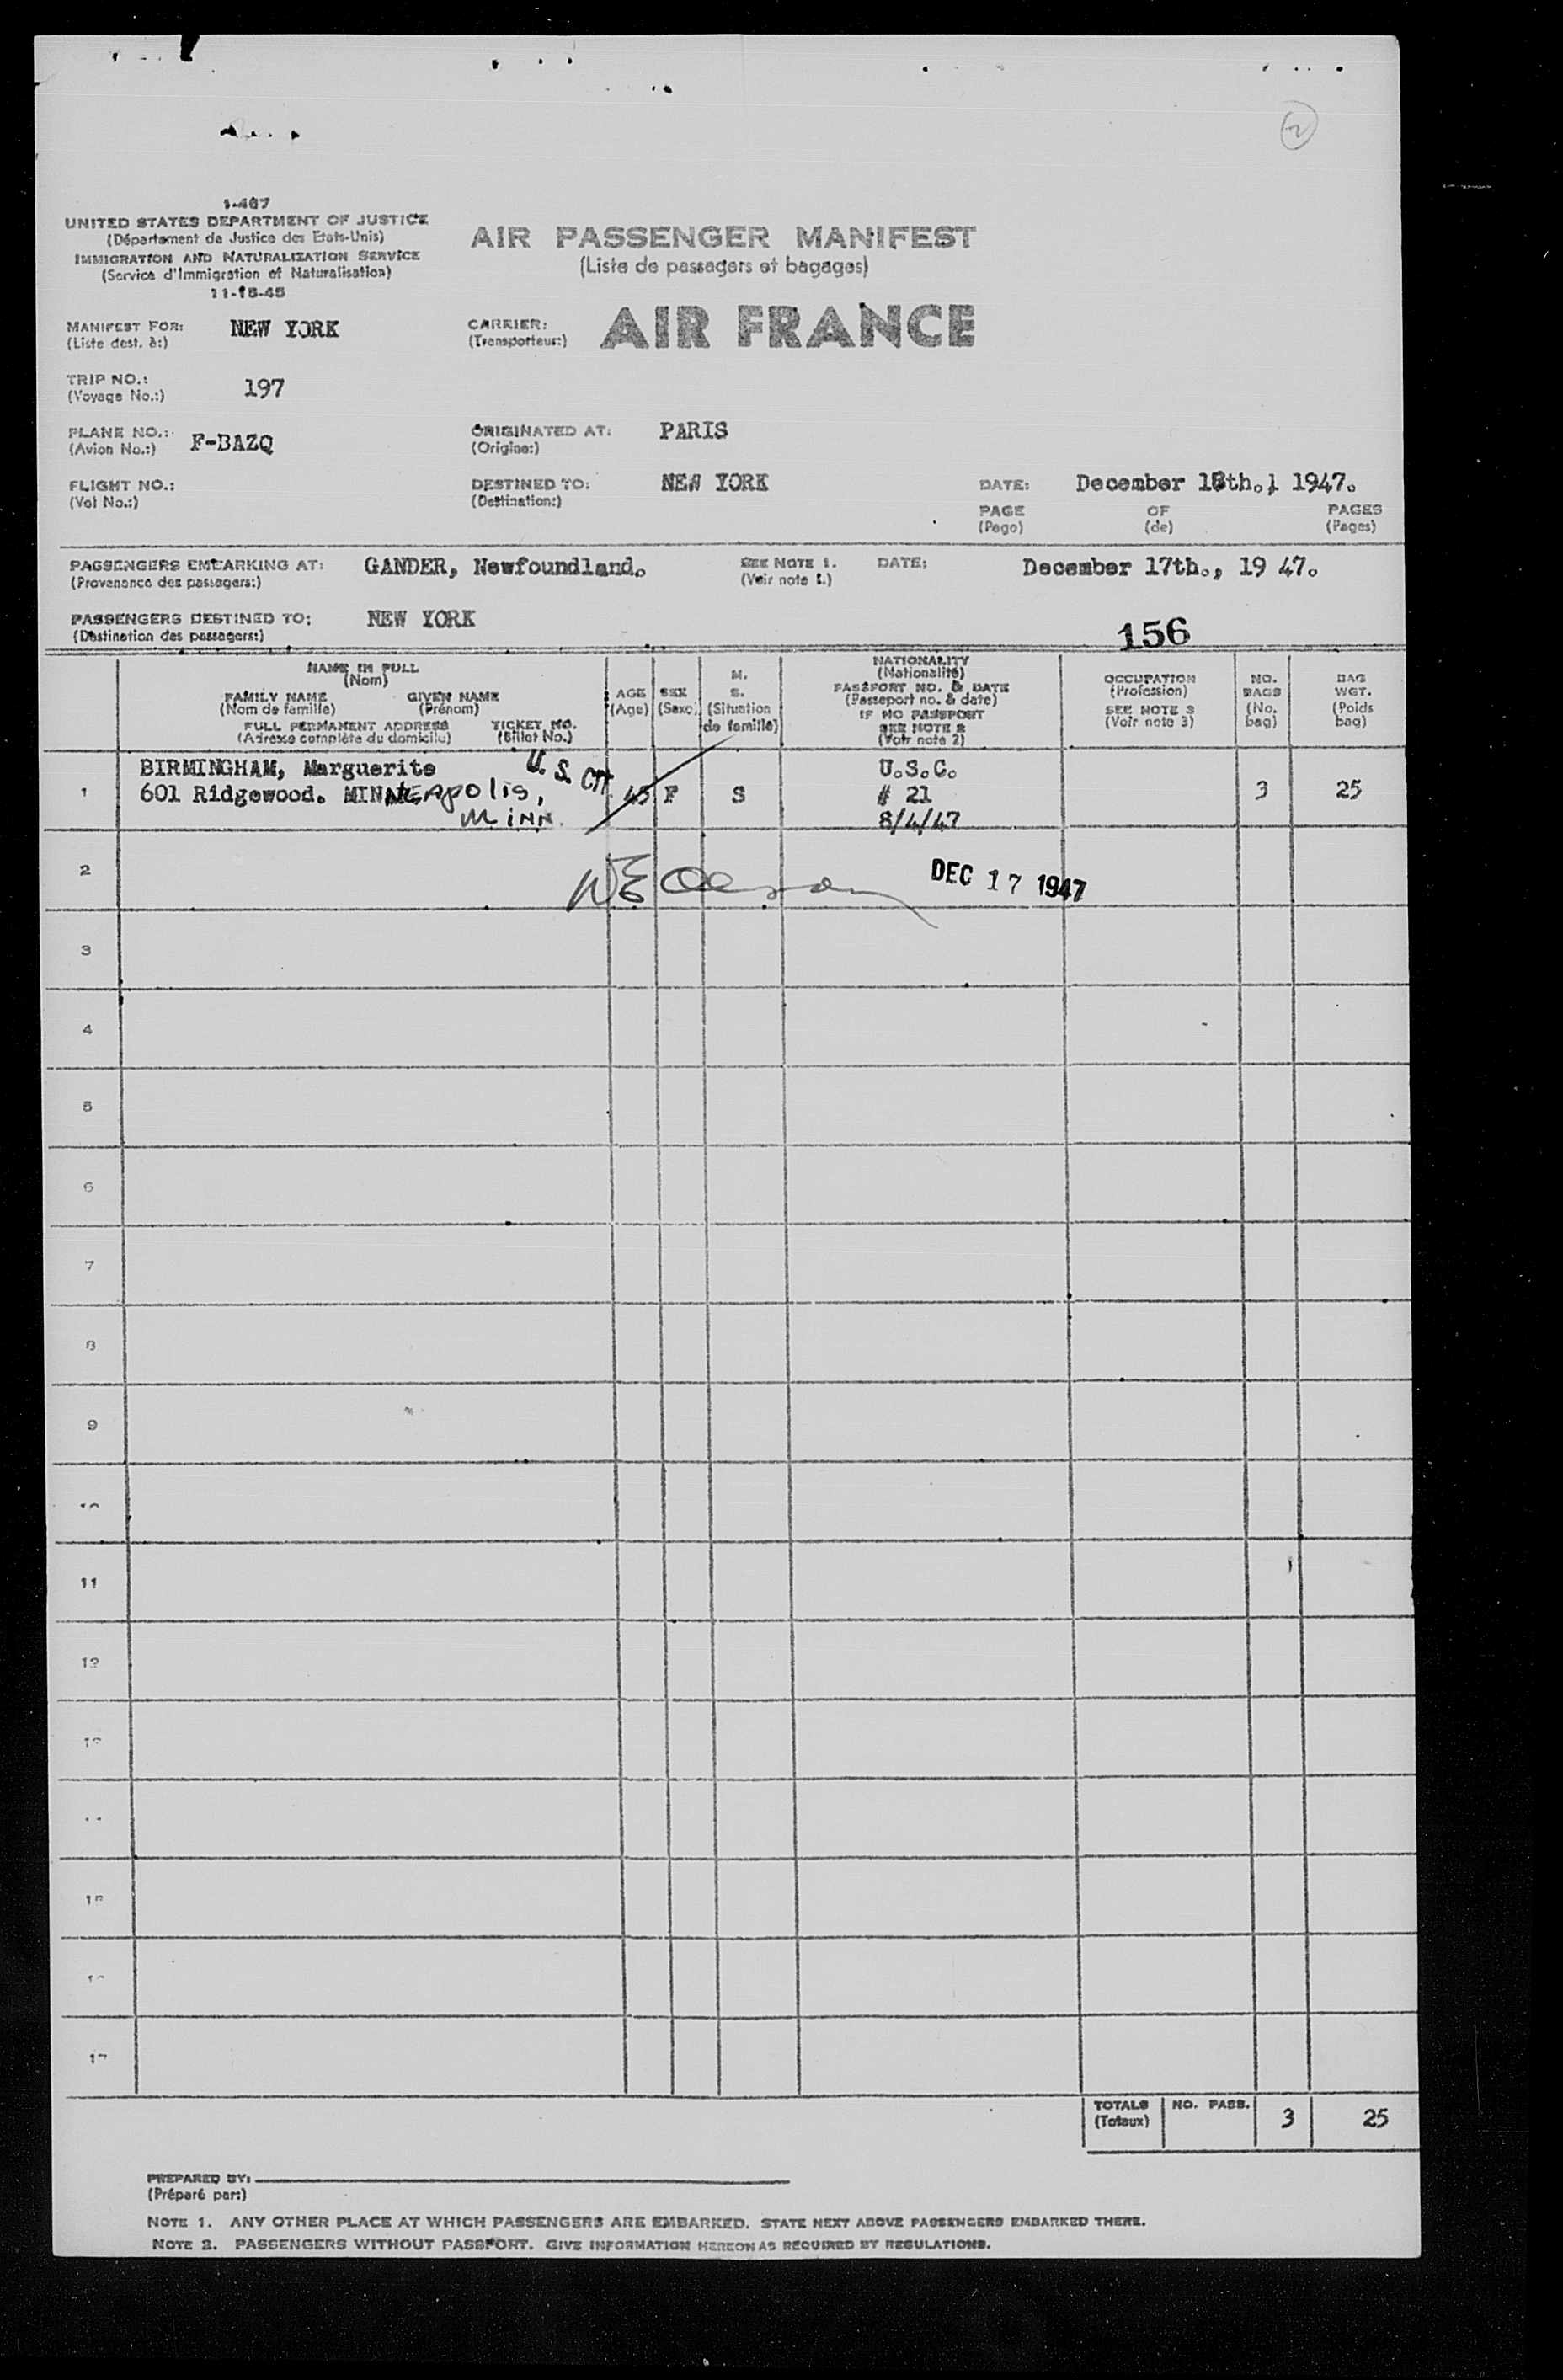 2
1-467
UNITED STATES DEPARTMENT OF JUSTICE
(Département de Justice des Etats-Unis)
IMMIGRATION AND NATURALIZATION SERVICE
(Service d'Immigration et Naturalisation)
11-15-45
AIR PASSENGER MANIFEST
(Liste de passagers et bagages)
MANIFEST FOR: NEW YORK
(Liste dest. à:)
CARRIER: AIR FRANCE
(Transporteur:)
TRIP NO.: 197
(Voyage No.:)
PLANE NO.: F-BAZQ
(Avion No.:)
ORIGINATED AT: PARIS
(Origine:)
FLIGHT NO.:
(Vol No.:)
DESTINED TO: NEW YORK
(Destination:)
DATE: December th., 1947.
PAGE OF PAGES
(Page) (de) (Pages)
PASSENGERS EMBARKING AT: GANDER, Newfoundland. SEE NOTE 1. DATE: December 17th., 19 47.
(Provenance des passagers:) (Voir note 1.)
PASSENGERS DESTINED TO: NEW YORK
(Destination des passagers:)
156
NAME IN FULL
(Nom)
FAMILY NAME GIVEN NAME
(Nom de famille) (Prénom)
FULL PERMANENT ADDRESS TICKET NO.
(Adresse complète du domicile) (Billet No.)
AGE
(Age)
SEX
(Sexe)
M.
S.
(Situation
de famille)
NATIONALITY
(Nationalité)
PASSPORT NO. & DATE
(Passeport no. & date)
IF NO PASSPORT
SEE NOTE 2
(Voir note 2)
OCCUPATION
(Profession)
SEE NOTE 3
(Voir note 3)
NO.
BAGS
(No.
bag)
BAG
WGT.
(Poids
bag)
BIRMINGHAM, Marguerite U. S. CIT U.S.C.
1 601 Ridgewood. MINNEApolis, 45 F S # 21 3 25
MINN. 8/4/47
2 DEC 17 1947
3
4
5
6
7
8
9
10
11
12
13
15
17
TOTALS NO. PASS. 3 25
(Totaux)
PREPARED BY:
(Préparé par:)
NOTE 1. ANY OTHER PLACE AT WHICH PASSENGERS ARE EMBARKED. STATE NEXT ABOVE PASSENGERS EMBARKED THERE.
NOTE 2. PASSENGERS WITHOUT PASSPORT. GIVE INFORMATION HEREON AS REQUIRED BY REGULATIONS.